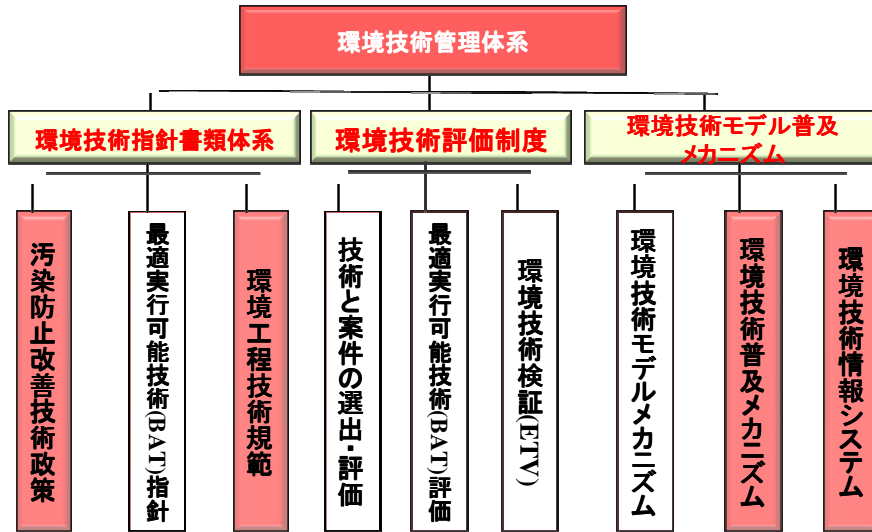 環境技術管理体系
環境技術指針書類体系
環境技術評価制度
環境技術モデル普及
メカニズム
汚染防止改善技術政策
最適実行可能技術(BAT)指針
環境工程技術規範
技術と案件の選出・評価
最適実行可能技術(BAT)評価
環境技術検証(ETV)
環境技術モデルメカニズム
環境技術普及メカニズム
環境技術情報システム